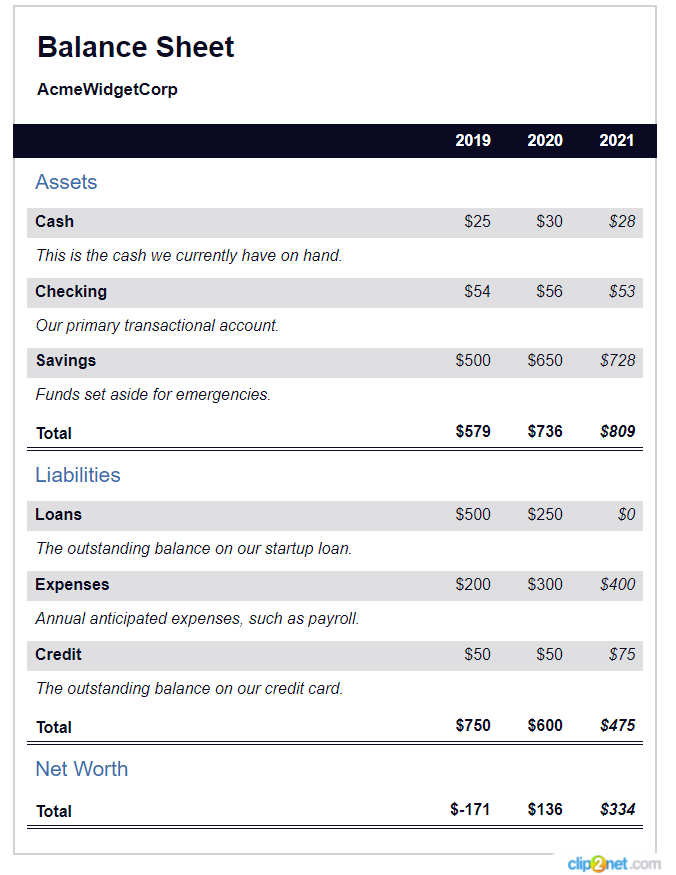 Balance Sheet
AcmeWidgetCorp
2019 2020 2021
Assets
Cash $25 $30 $28
This is the cash we currently have on hand.
Checking $54 $56 $53
Our primary transactional account.
Savings $500 $650 $728
Funds set aside for emergencies.
Total $579 $736 $809
Liabilities
Loans $500 $250 $0
The outstanding balance on our startup loan.
Expenses $200 $300 $400
Annual anticipated expenses, such as payroll.
Credit $50 $50 $75
The outstanding balance on our credit card.
Total $750 $600 $475
Net Worth
Total $-171 $136 $334
clip2net.com